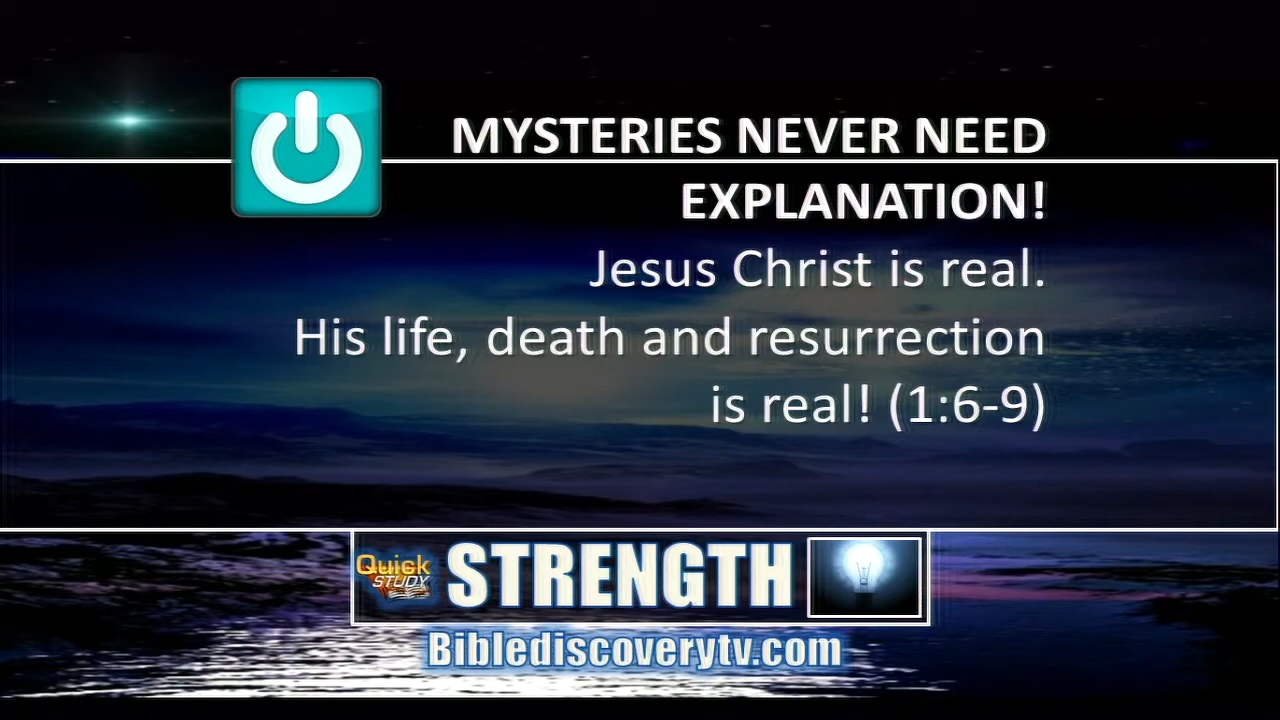 MYSTERIES NEVER NEED
EXPLANATION!
Jesus Christ is real.
His life, death and resurrection
is real! (1:6-9)
Quick
STUDY
STRENGTH
Biblediscoverytv.com